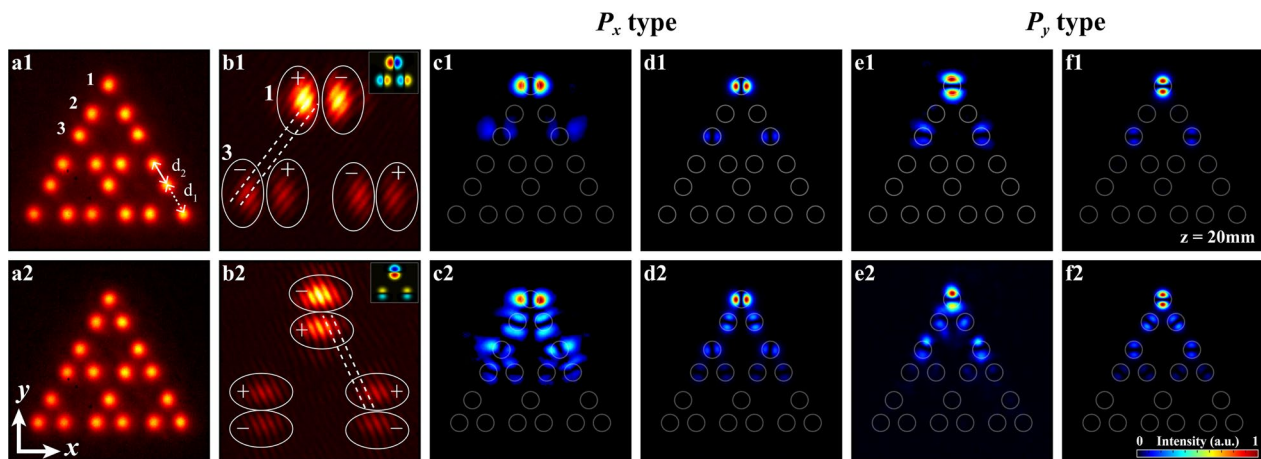 Pₓ type Pᵧ type
a1 b1 c1 d1 e1 f1
1
2
3
d₂
d₁
+ −
1
3
− + − +
z = 20mm
a2 b2 c2 d2 e2 f2
−
+
+ +
− −
y
x
0 Intensity (a.u.) 1